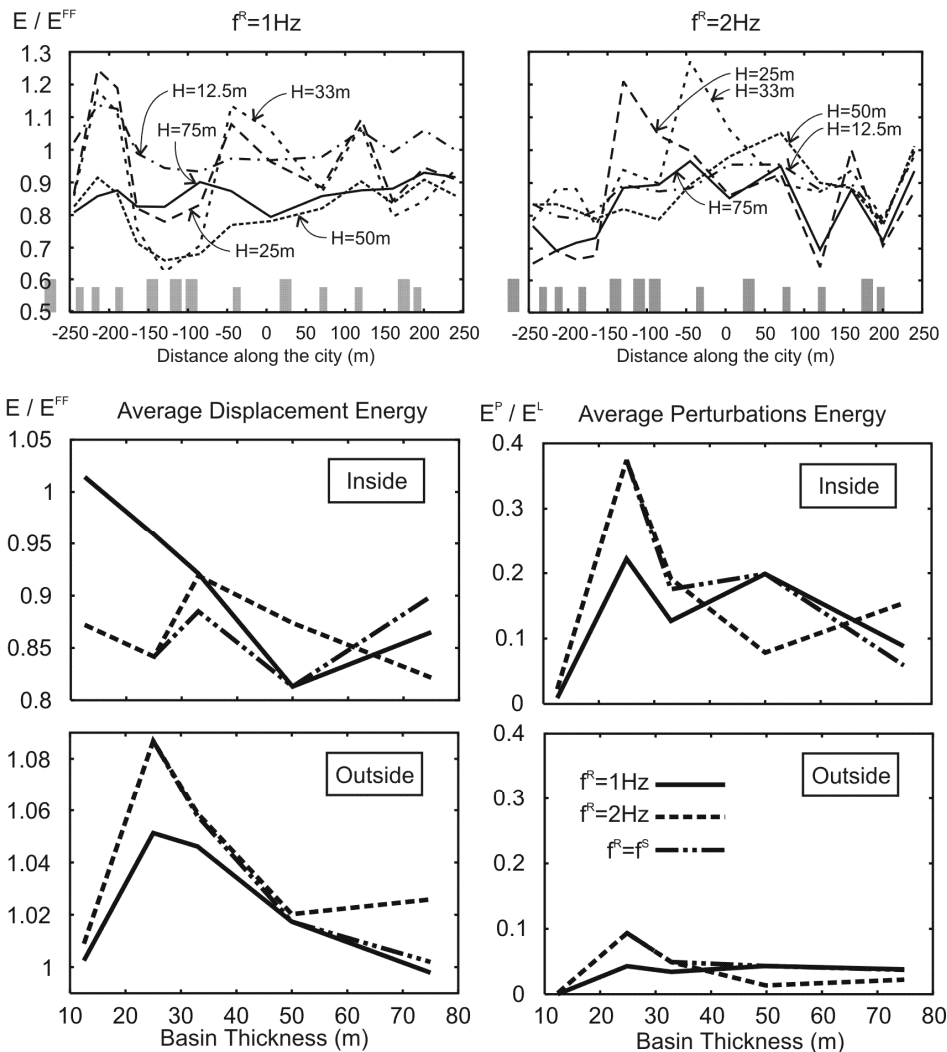 E / E^FF
f^R=1Hz
f^R=2Hz
1.3
1.2
1.1
1.0
0.9
0.8
0.7
0.6
0.5
H=12.5m
H=33m
H=75m
H=25m
H=50m
-250 -200 -150 -100 -50 0 50 100 150 200 250
Distance along the city (m)
H=25m
H=33m
H=50m
H=12.5m
H=75m
-250 -200 -150 -100 -50 0 50 100 150 200 250
Distance along the city (m)
E / E^FF
Average Displacement Energy
1.05
1
0.95
0.9
0.85
0.8
Inside
E^P / E^L
Average Perturbations Energy
0.4
0.3
0.2
0.1
0
Inside
1.08
1.06
1.04
1.02
1
Outside
10 20 30 40 50 60 70 80
Basin Thickness (m)
0.4
0.3
0.2
0.1
0
Outside
f^R=1Hz
f^R=2Hz
f^R=f^S
10 20 30 40 50 60 70 80
Basin Thickness (m)